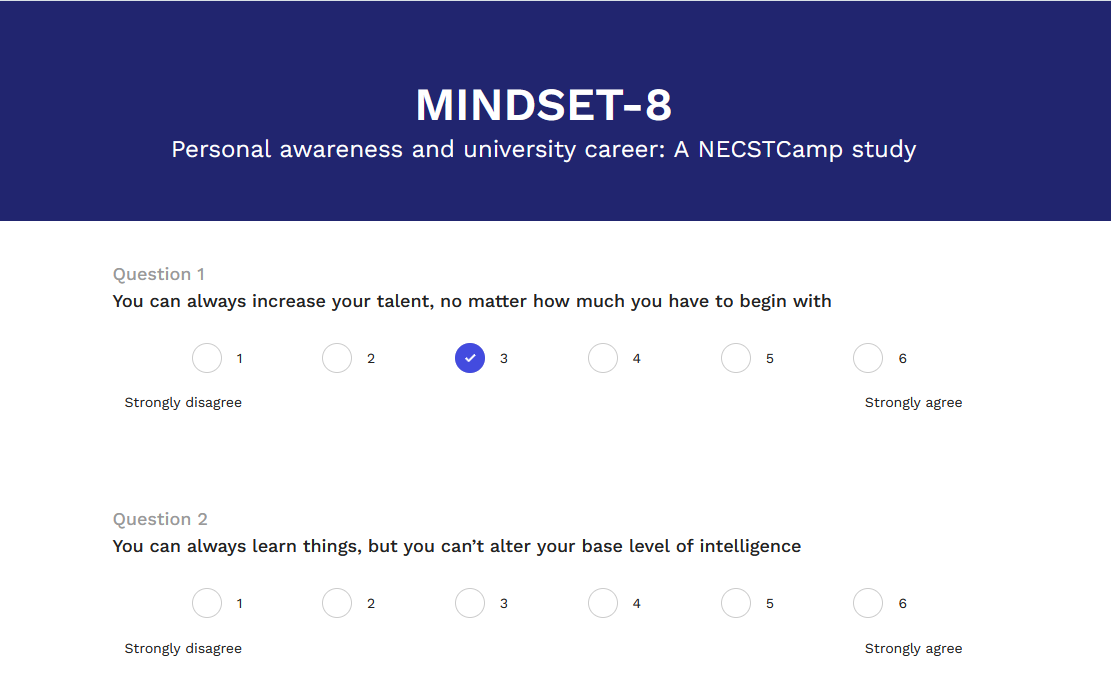 MINDSET-8
Personal awareness and university career: A NECSTCamp study
Question 1
You can always increase your talent, no matter how much you have to begin with
1 2 3 4 5 6
Strongly disagree Strongly agree
Question 2
You can always learn things, but you can’t alter your base level of intelligence
1 2 3 4 5 6
Strongly disagree Strongly agree